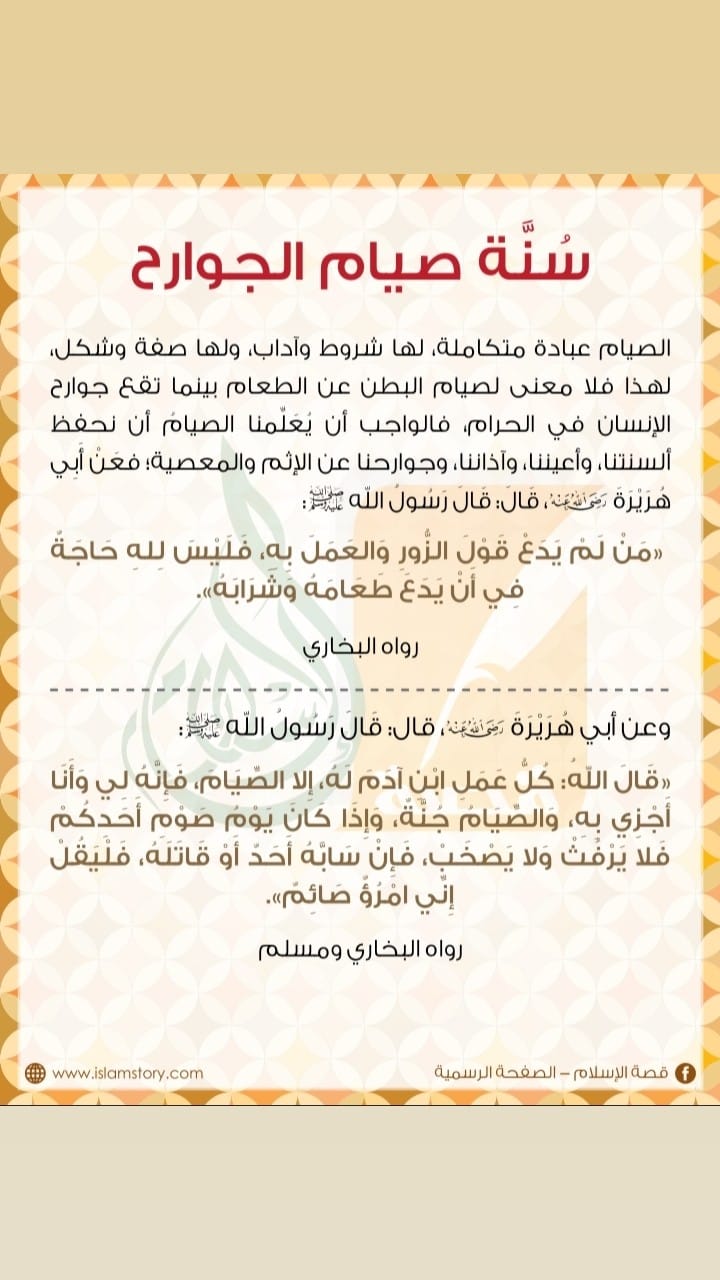 سُنَّة صيام الجوارح
الصيام عبادة متكاملة، لها شروط وآداب، ولها صفة وشكل،
لهذا فلا معنى لصيام البطن عن الطعام بينما تقع جوارح
الإنسان في الحرام، فالواجب أن يُعَلِّمنا الصيامُ أن نحفظ
ألسنتنا، وأعيننا، وآذاننا، وجوارحنا عن الإثم والمعصية؛ فعَنْ أَبِي
هُرَيْرَةَ رَضِيَ اللَّهُ عَنْهُ، قَالَ: قَالَ رَسُولُ اللَّه ﷺ:
«مَنْ لَمْ يَدَعْ قَوْلَ الزُّورِ وَالعَمَلَ بِهِ، فَلَيْسَ لِلهِ حَاجَةٌ
فِي أَنْ يَدَعَ طَعَامَهُ وشَرَابَهُ».
رواه البخاري
وعن أبي هُرَيْرَةَ رَضِيَ اللَّهُ عَنْهُ، قال: قَالَ رَسُولُ اللَّه ﷺ:
«قَالَ اللَّهُ: كُلُّ عَمَلِ ابْنِ آدَمَ لَهُ، إلا الصِّيَامَ، فَإِنَّهُ لي وَأَنَا
أَجْزِي بِهِ، وَالصِّيَامُ جُنَّةٌ، وَإِذَا كَانَ يَوْمُ صَوْمِ أَحَدِكُمْ
فَلا يَرْفُثْ وَلا يَصْخَبْ، فَإِنْ سَابَّهُ أَحَدٌ أَوْ قَاتَلَهُ، فَلْيَقُلْ
إِنِّي امْرُؤٌ صَائِمٌ».
رواه البخاري ومسلم
قصة الإسلام – الصفحة الرسمية
www.islamstory.com